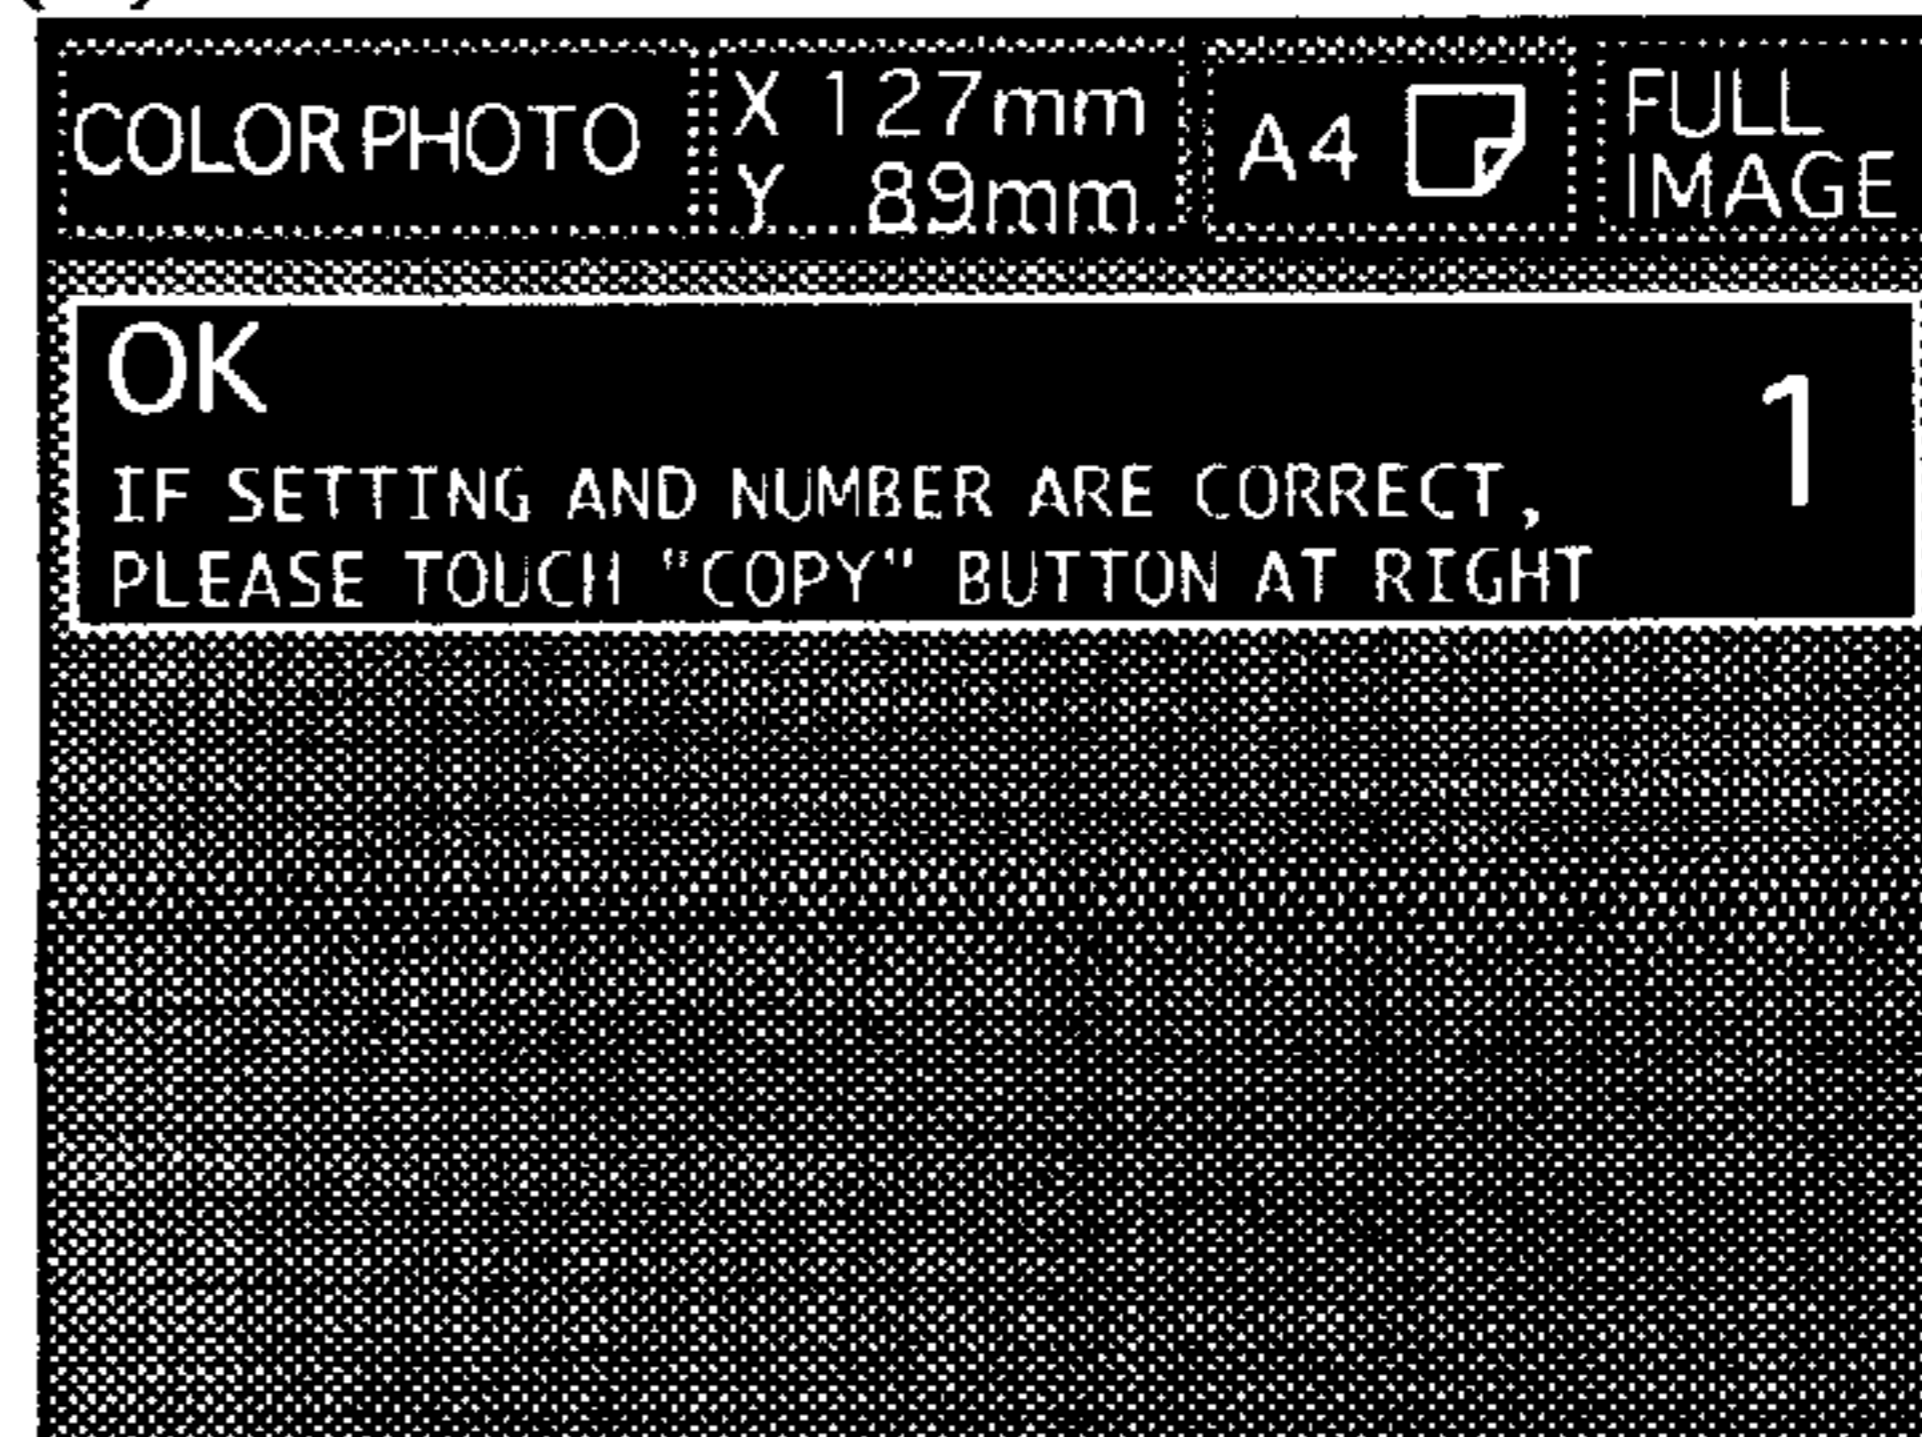 COLOR PHOTO
X 127mm
Y 89mm
A4
FULL
IMAGE
OK
1
IF SETTING AND NUMBER ARE CORRECT,
PLEASE TOUCH "COPY" BUTTON AT RIGHT